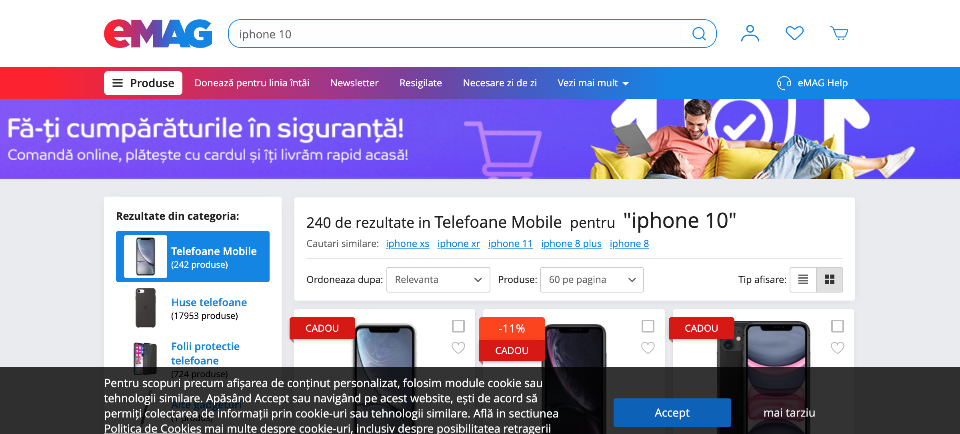 eMAG
iphone 10
Produse
Donează pentru linia întâi
Newsletter
Resigilate
Necesare zi de zi
Vezi mai mult
eMAG Help
Fă-ți cumpărăturile în siguranță!
Comandă online, plătește cu cardul și îți livrăm rapid acasă!
Rezultate din categoria:
Telefoane Mobile
(242 produse)
Huse telefoane
(17953 produse)
Folii protectie
telefoane
(724 produse)
240 de rezultate in Telefoane Mobile pentru "iphone 10"
Cautari similare: iphone xs iphone xr iphone 11 iphone 8 plus iphone 8
Ordoneaza dupa: Relevanta Produse: 60 pe pagina Tip afisare:
CADOU
-11%
CADOU
CADOU
Pentru scopuri precum afișarea de conținut personalizat, folosim module cookie sau
tehnologii similare. Apăsând Accept sau navigând pe acest website, ești de acord să
permiți colectarea de informații prin cookie-uri sau tehnologii similare. Află in sectiunea
Politica de Cookies mai multe despre cookie-uri, inclusiv despre posibilitatea retragerii
Accept
mai tarziu